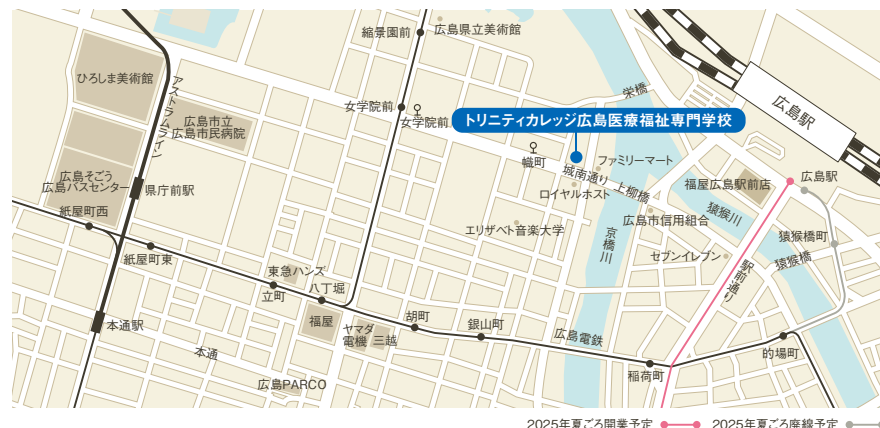 縮景園前
広島県立美術館
ひろしま美術館
アストラムライン
広島市立
広島市民病院
女学院前
女学院前
栄橋
広島駅
トリニティカレッジ広島医療福祉専門学校
幟町
城南通り
ファミリーマート
上柳橋
ロイヤルホスト
福屋広島駅前店
広島駅
広島そごう
広島バスセンター
県庁前駅
紙屋町西
エリザベト音楽大学
京橋川
広島市信用組合
猿猴川
猿猴橋町
猿猴橋
セブンイレブン
駅前通り
紙屋町東
東急ハンズ
立町
八丁堀
福屋
ヤマダ
電機
三越
胡町
銀山町
広島電鉄
稲荷町
的場町
本通駅
本通
広島PARCO
2025年夏ごろ開業予定
2025年夏ごろ廃線予定